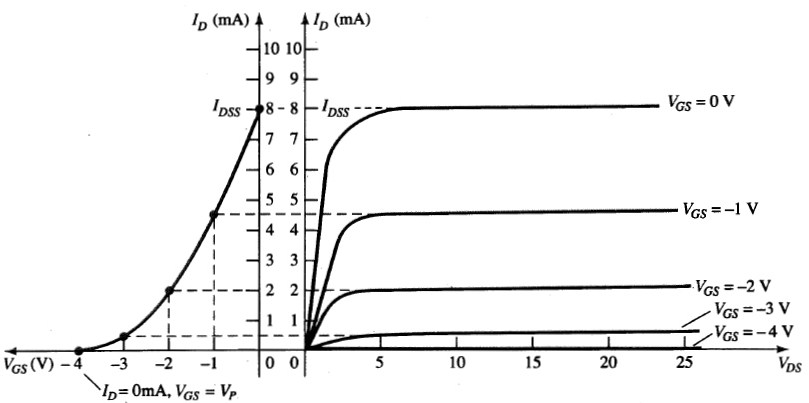 I_D (mA)
I_D (mA)
10 10
9 9
I_DSS 8 - 8 I_DSS
V_GS = 0 V
7 7
6 6
5 5
V_GS = –1 V
4 4
3 3
2 2
V_GS = –2 V
V_GS = –3 V
1 1
V_GS = –4 V
V_GS (V) –4 –3 –2 –1 0 0 5 10 15 20 25 V_DS
I_D = 0mA, V_GS = V_P